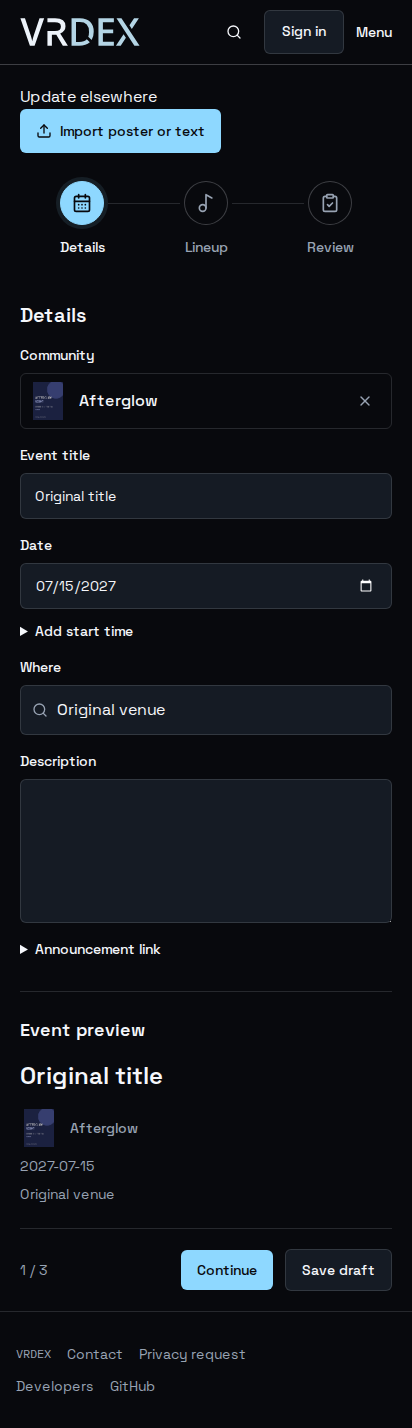 VRDEX
Sign in
Menu
Update elsewhere
Import poster or text
Details
Lineup
Review
Details
Community
Afterglow
Event title
Original title
Date
07/15/2027
Add start time
Where
Original venue
Description
Announcement link
Event preview
Original title
Afterglow
2027-07-15
Original venue
1 / 3
Continue
Save draft
VRDEX Contact Privacy request
Developers GitHub